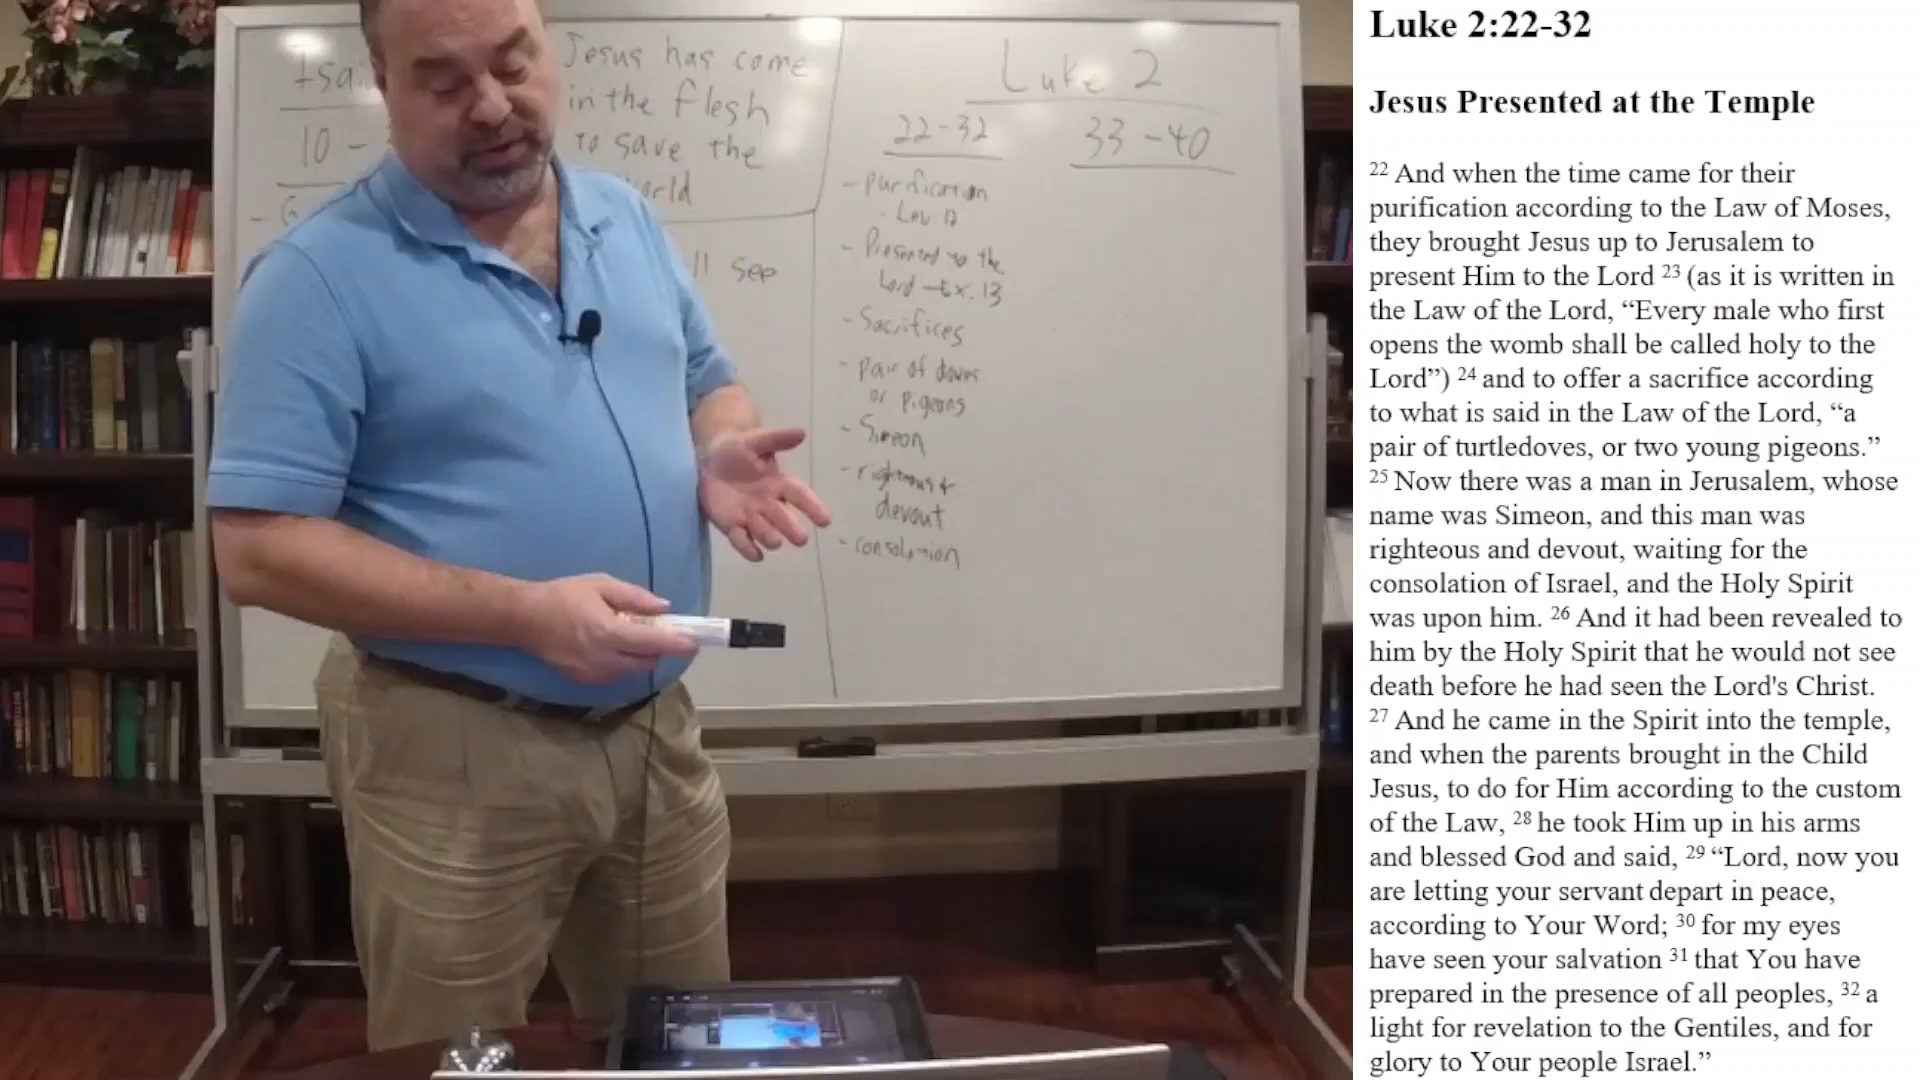 Isai
10 -
- G
Jesus has come
in the flesh
to save the
world
ll see
Luke 2
22-32
- purification
- Lev 12
- Presented to the
Lord - Ex. 13
- Sacrifices
- pair of doves
or pigeons
- Simeon
- righteous +
devout
- consolation
33-40
Luke 2:22-32
Jesus Presented at the Temple
22 And when the time came for their
purification according to the Law of Moses,
they brought Jesus up to Jerusalem to
present Him to the Lord 23 (as it is written in
the Law of the Lord, “Every male who first
opens the womb shall be called holy to the
Lord”) 24 and to offer a sacrifice according
to what is said in the Law of the Lord, “a
pair of turtledoves, or two young pigeons.”
25 Now there was a man in Jerusalem, whose
name was Simeon, and this man was
righteous and devout, waiting for the
consolation of Israel, and the Holy Spirit
was upon him. 26 And it had been revealed to
him by the Holy Spirit that he would not see
death before he had seen the Lord's Christ.
27 And he came in the Spirit into the temple,
and when the parents brought in the Child
Jesus, to do for Him according to the custom
of the Law, 28 he took Him up in his arms
and blessed God and said, 29 “Lord, now you
are letting your servant depart in peace,
according to Your Word; 30 for my eyes
have seen your salvation 31 that You have
prepared in the presence of all peoples, 32 a
light for revelation to the Gentiles, and for
glory to Your people Israel.”